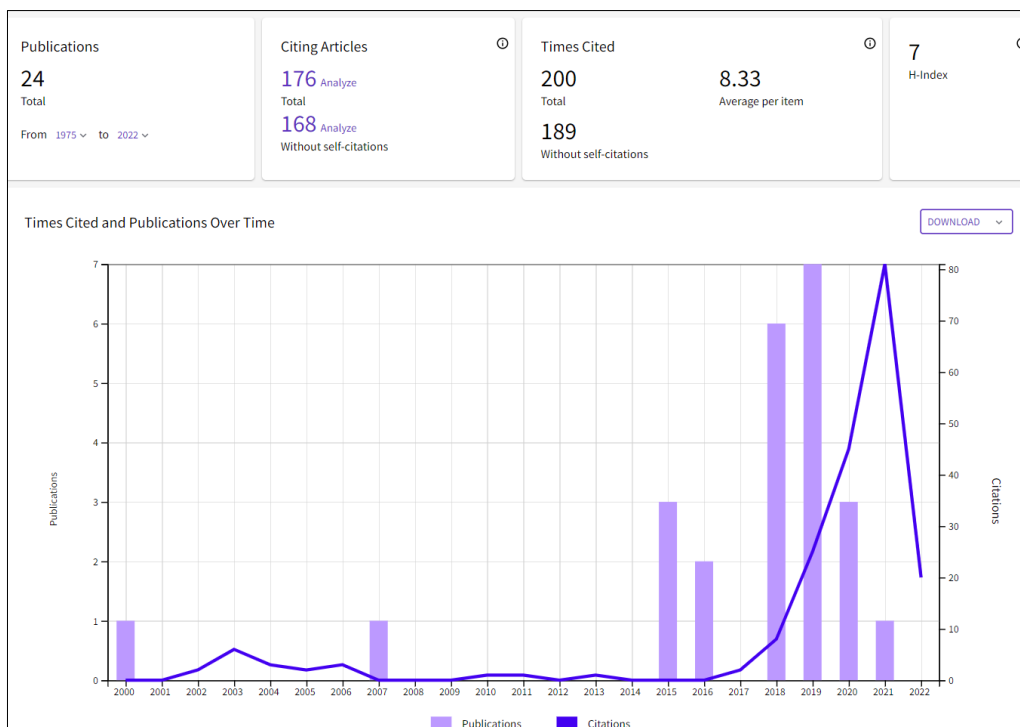 Publications
24
Total
From 1975 to 2022
Citing Articles
176 Analyze
Total
168 Analyze
Without self-citations
Times Cited
200
Total
8.33
Average per item
189
Without self-citations
7
H-Index
Times Cited and Publications Over Time
DOWNLOAD
Publications
7
6
5
4
3
2
1
0
80
70
60
50
40
30
20
10
0
Citations
2000 2001 2002 2003 2004 2005 2006 2007 2008 2009 2010 2011 2012 2013 2014 2015 2016 2017 2018 2019 2020 2021 2022
Publications Citations